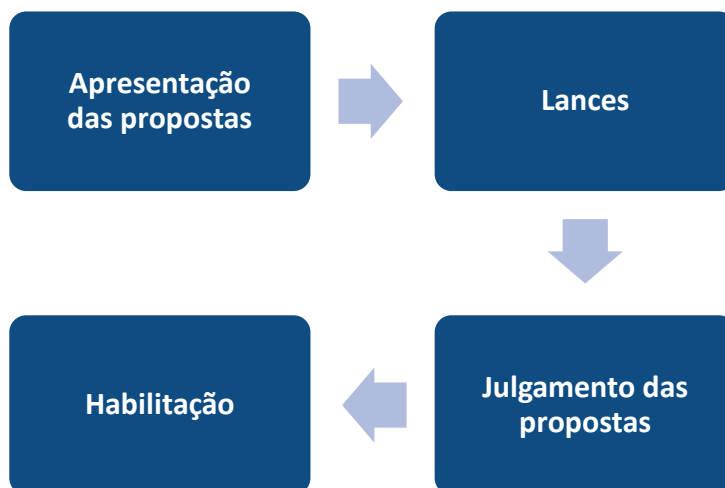 Apresentação
das propostas
Lances
Julgamento das
propostas
Habilitação